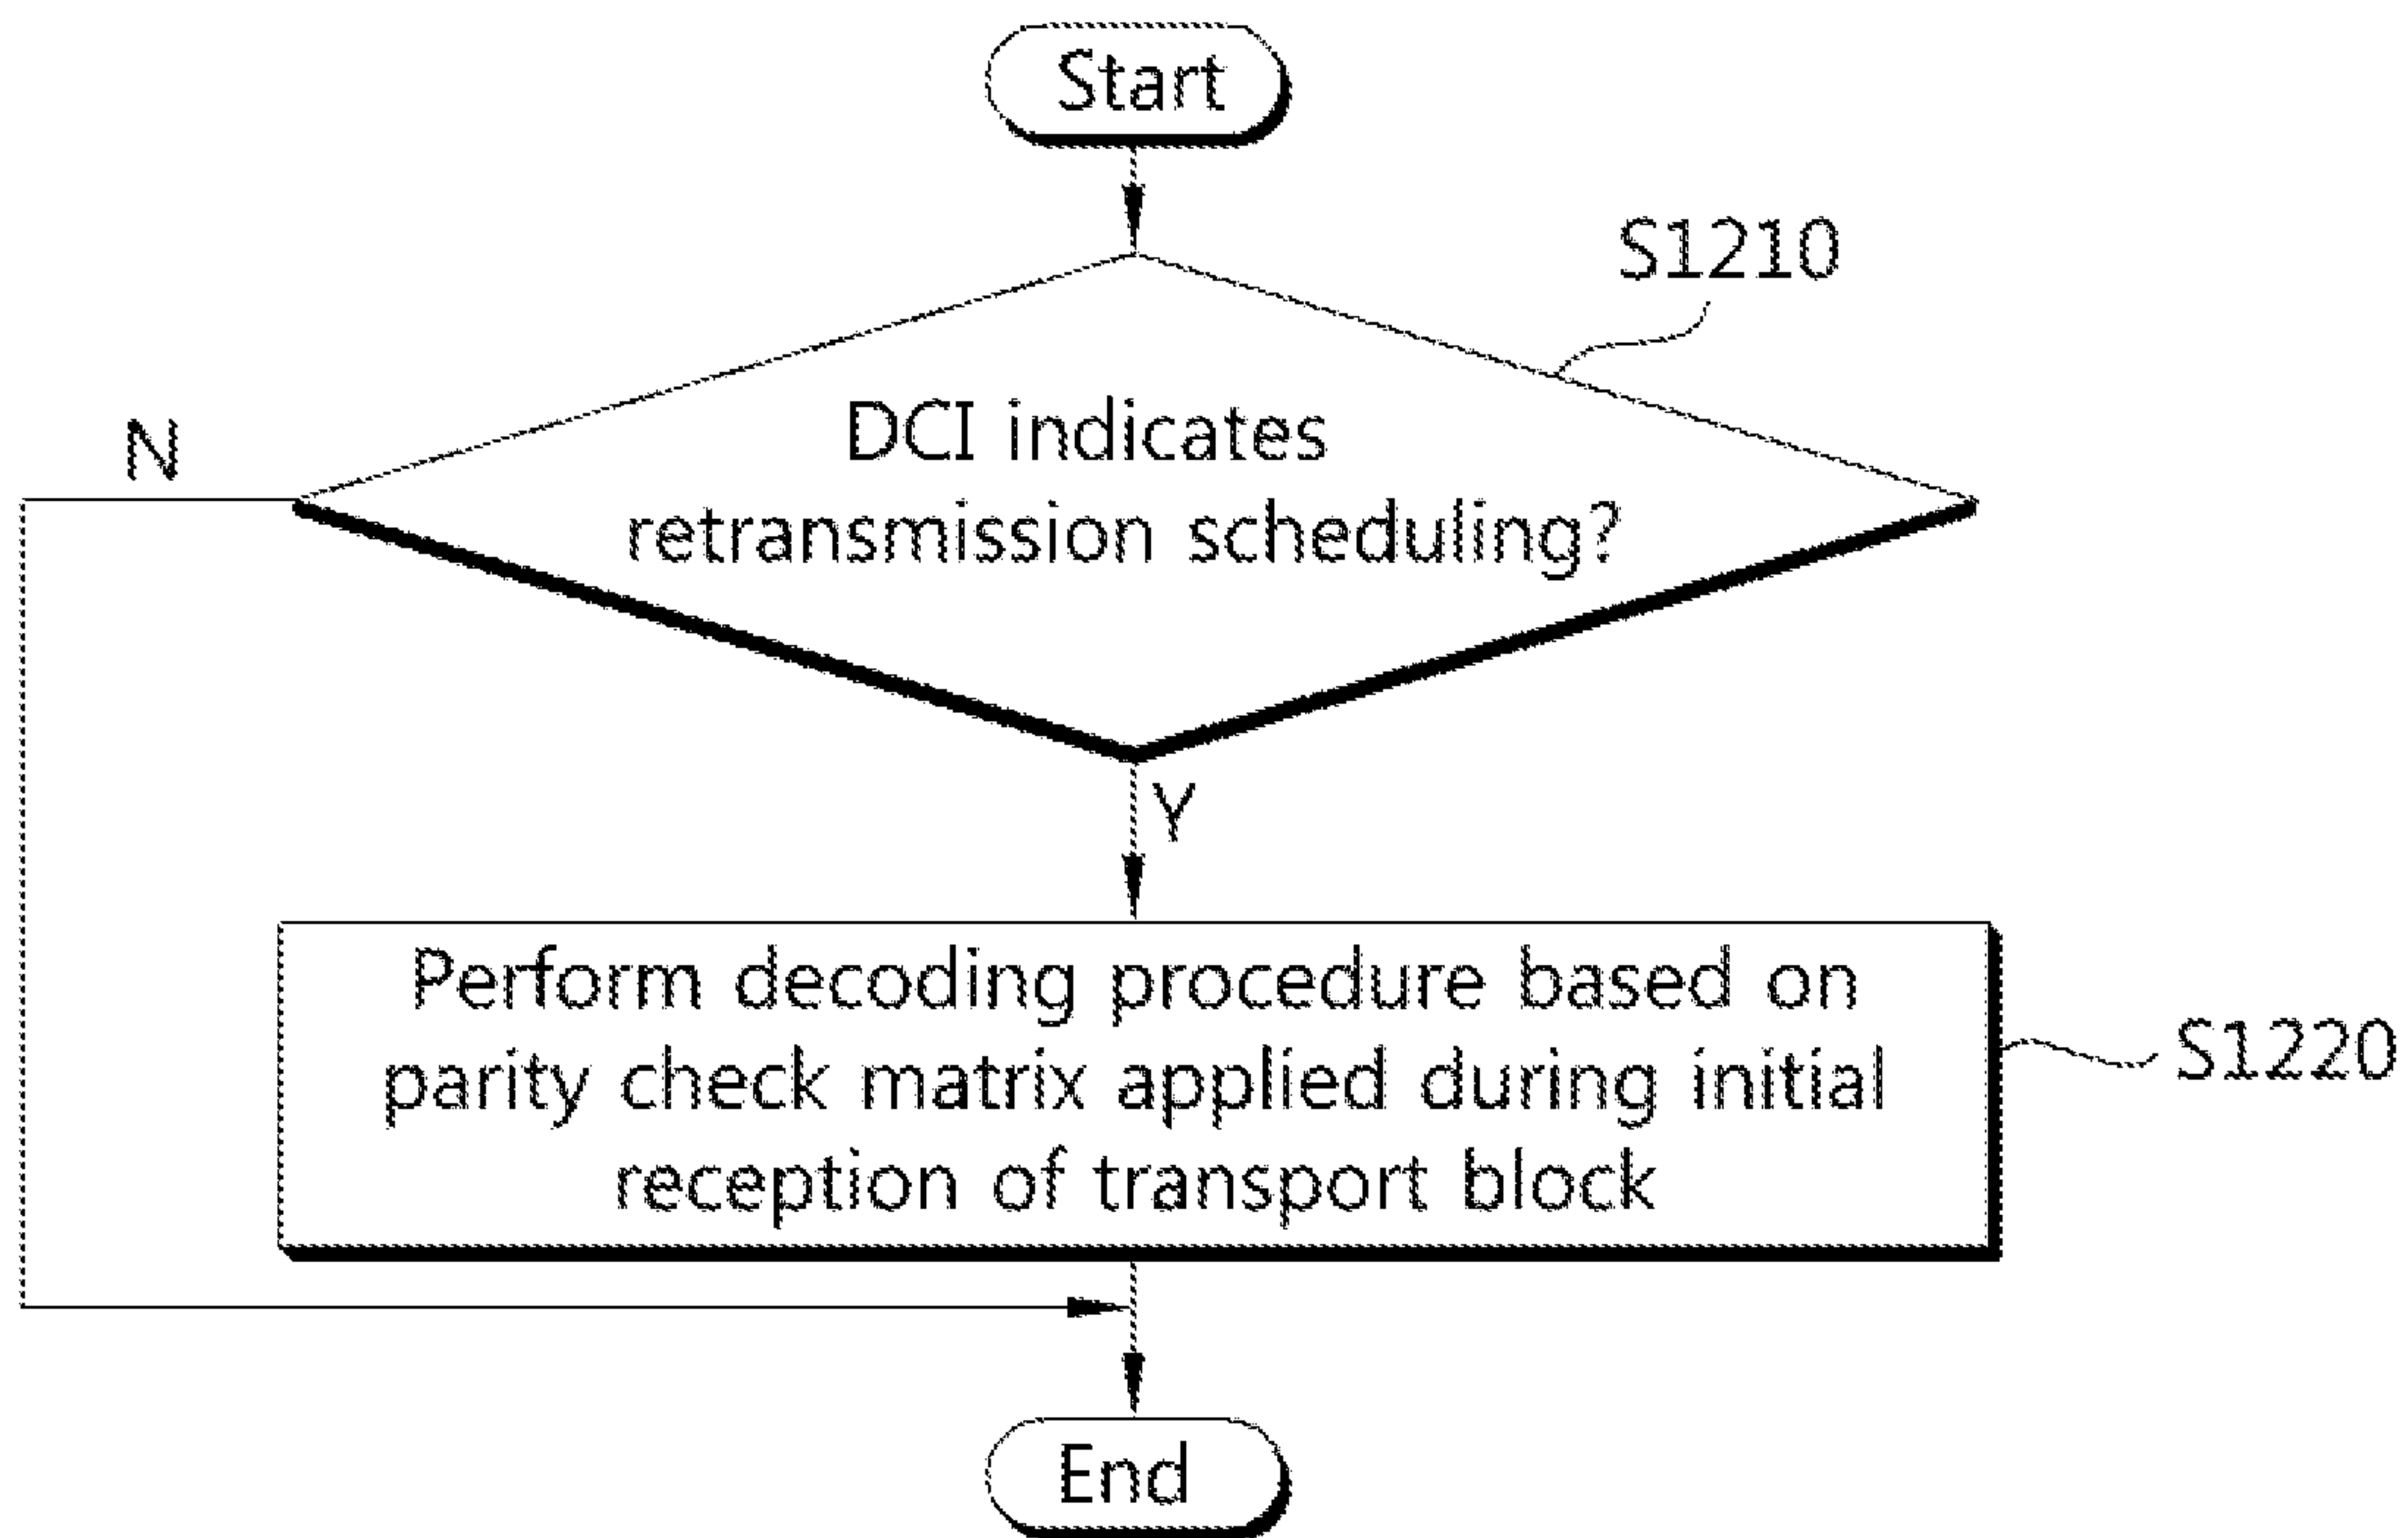 Start
S1210
N
DCI indicates
retransmission scheduling?
Y
Perform decoding procedure based on
parity check matrix applied during initial
reception of transport block
S1220
End